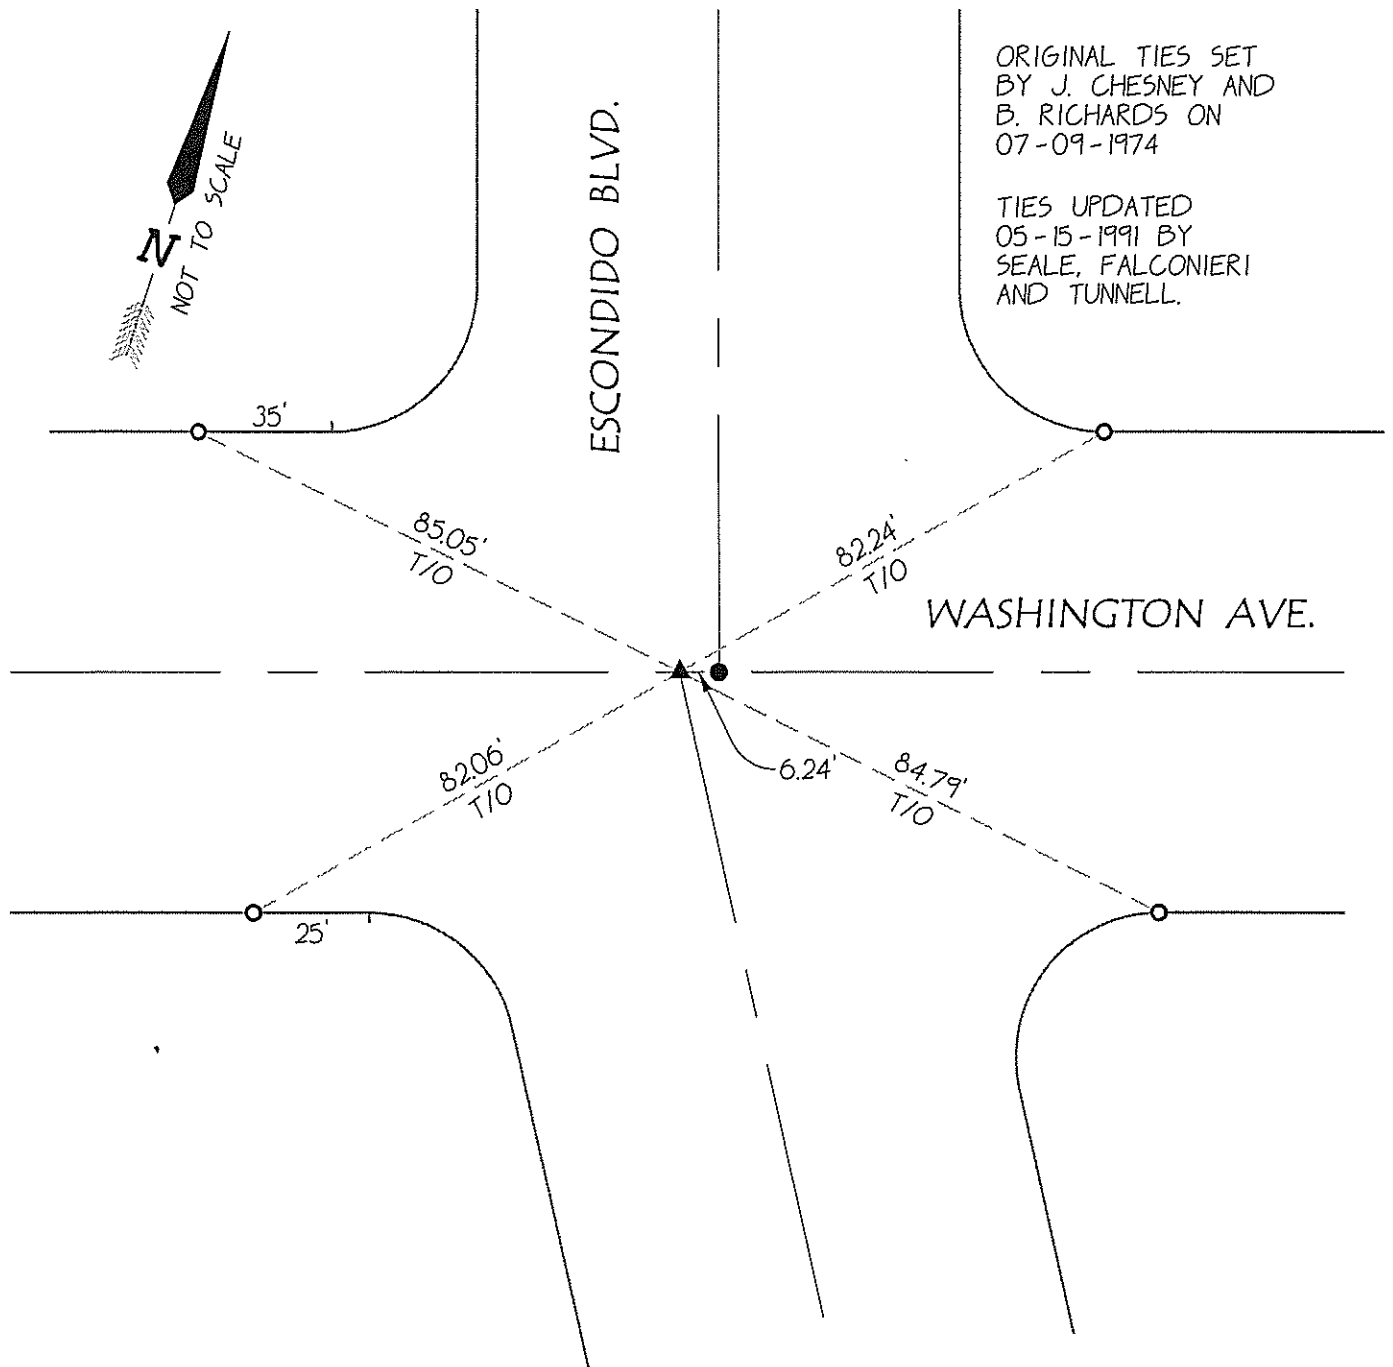 ORIGINAL TIES SET
BY J. CHESNEY AND
B. RICHARDS ON
07-09-1974
TIES UPDATED
05-15-1991 BY
SEALE, FALCONIERI
AND TUNNELL.
N
NOT TO SCALE
ESCONDIDO BLVD.
35'
85.05'
T/O
82.24'
T/O
WASHINGTON AVE.
82.06'
T/O
6.24'
84.79'
T/O
25'